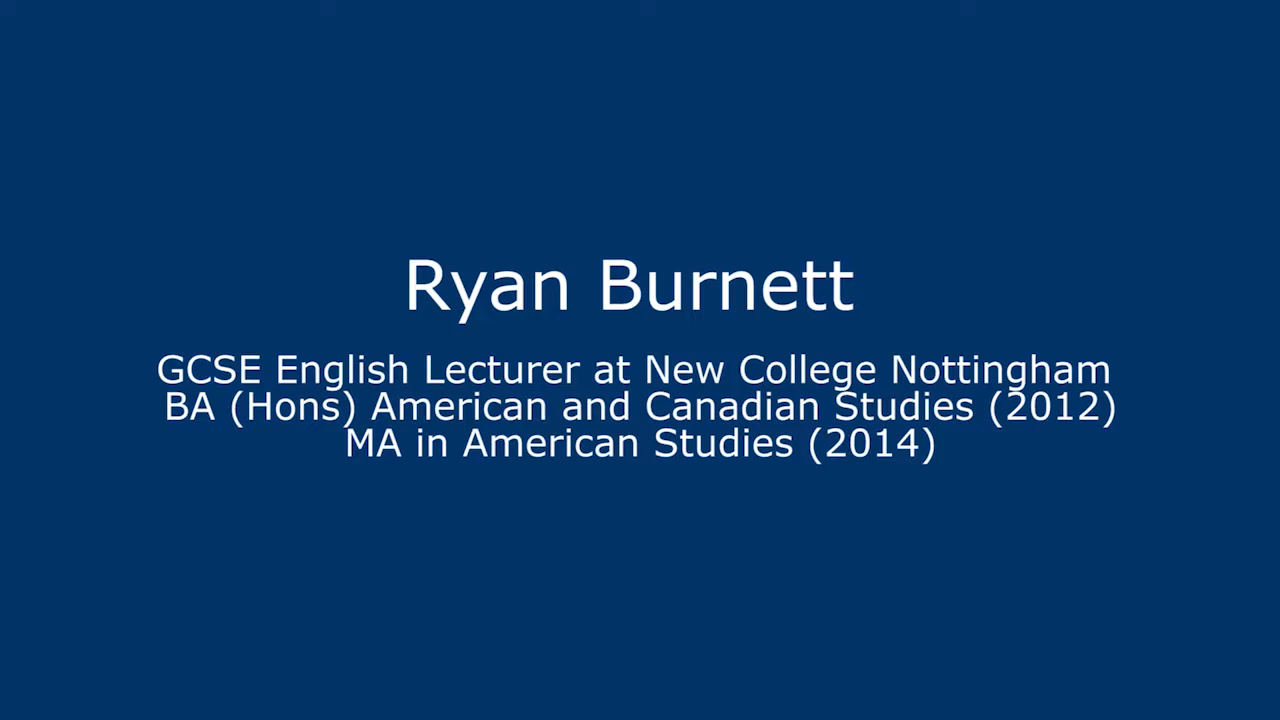 Ryan Burnett
GCSE English Lecturer at New College Nottingham
BA (Hons) American and Canadian Studies (2012)
MA in American Studies (2014)